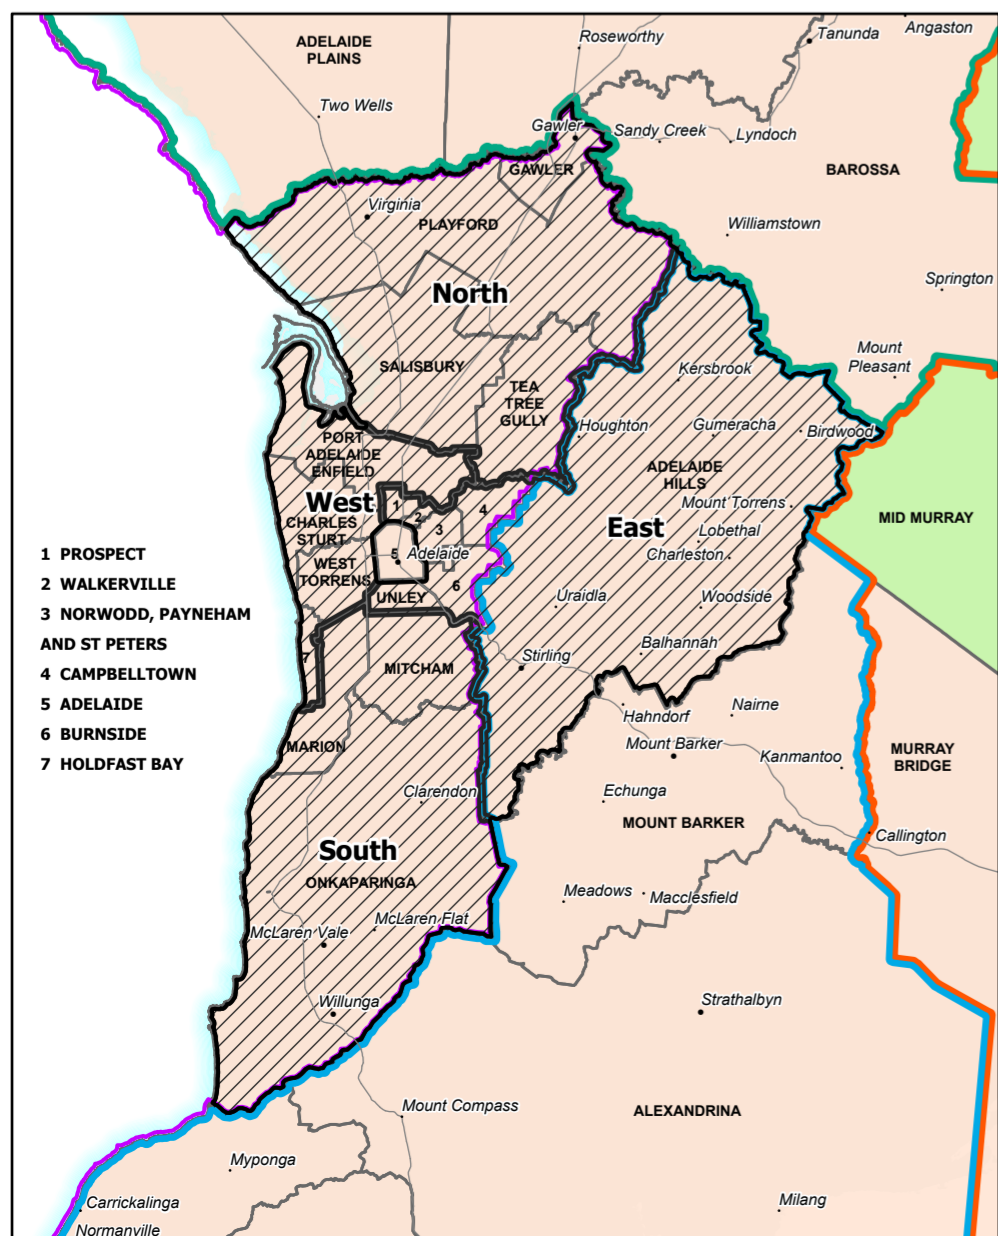 ADELAIDE
PLAINS
Roseworthy
Tanunda
Angaston
Two Wells
Gawler
Sandy Creek
Lyndoch
GAWLER
BAROSSA
Virginia
PLAYFORD
Williamstown
North
Springton
SALISBURY
Mount
Pleasant
Kersbrook
TEA
TREE
GULLY
Houghton
Gumeracha
Birdwood
PORT
ADELAIDE
ENFIELD
ADELAIDE
HILLS
West
1
2
3
4
Mount Torrens
MID MURRAY
CHARLES
STURT
East
Lobethal
Charleston
5
Adelaide
WEST
TORRENS
6
UNLEY
Uraidla
Woodside
1 PROSPECT
2 WALKERVILLE
3 NORWODD, PAYNEHAM
AND ST PETERS
4 CAMPBELLTOWN
5 ADELAIDE
6 BURNSIDE
7 HOLDFAST BAY
7
MITCHAM
Stirling
Balhannah
Hahndorf
Nairne
MARION
Mount Barker
Kanmantoo
MURRAY
BRIDGE
Clarendon
Echunga
MOUNT BARKER
Callington
South
ONKAPARINGA
Meadows
Macclesfield
McLaren Flat
McLaren Vale
Willunga
Strathalbyn
Mount Compass
ALEXANDRINA
Myponga
Carrickalinga
Milang
Normanville